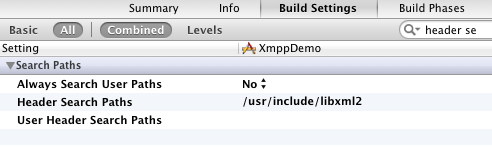 Summary Info Build Settings Build Phases
Basic All Combined Levels header se
Setting XmppDemo
Search Paths
Always Search User Paths No
Header Search Paths /usr/include/libxml2
User Header Search Paths